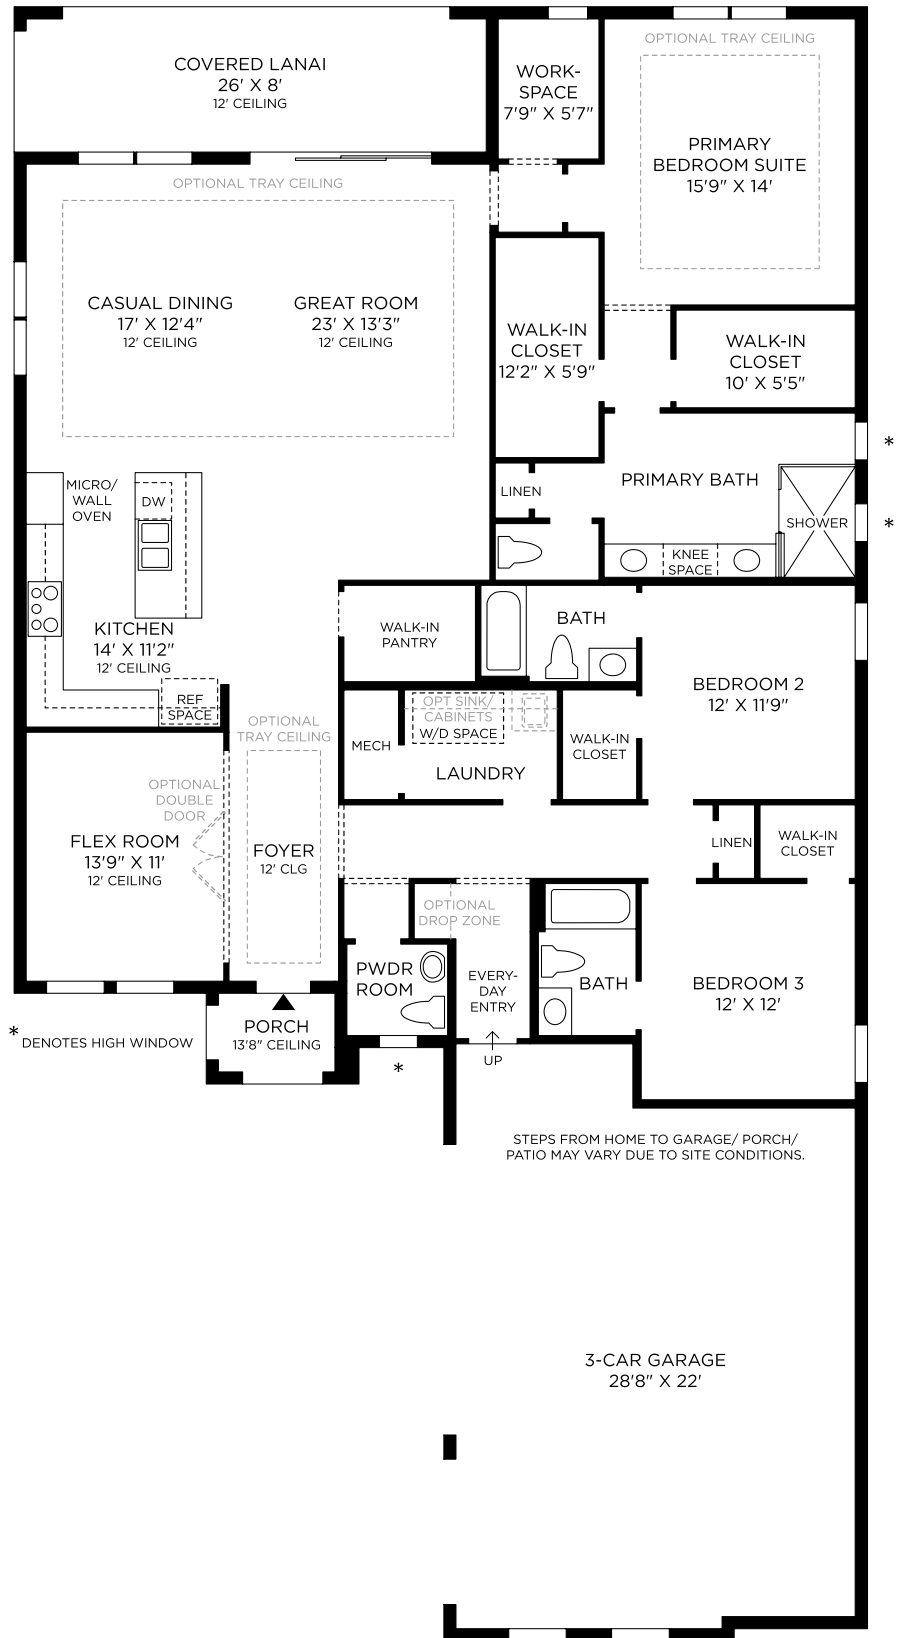 COVERED LANAI
26' X 8'
12' CEILING
WORK-
SPACE
7'9" X 5'7"
OPTIONAL TRAY CEILING
PRIMARY
BEDROOM SUITE
15'9" X 14'
OPTIONAL TRAY CEILING
CASUAL DINING
17' X 12'4"
12' CEILING
GREAT ROOM
23' X 13'3"
12' CEILING
WALK-IN
CLOSET
12'2" X 5'9"
WALK-IN
CLOSET
10' X 5'5"
*
MICRO/
WALL
OVEN
DW
LINEN
PRIMARY BATH
SHOWER
*
KNEE
SPACE
KITCHEN
14' X 11'2"
12' CEILING
REF
SPACE
WALK-IN
PANTRY
BATH
BEDROOM 2
12' X 11'9"
OPTIONAL
TRAY CEILING
MECH
OPT SINK/
CABINETS
W/D SPACE
LAUNDRY
WALK-IN
CLOSET
OPTIONAL
DOUBLE
DOOR
FLEX ROOM
13'9" X 11'
12' CEILING
FOYER
12' CLG
LINEN
WALK-IN
CLOSET
OPTIONAL
DROP ZONE
PWDR
ROOM
EVERY-
DAY
ENTRY
BATH
BEDROOM 3
12' X 12'
PORCH
13'8" CEILING
* DENOTES HIGH WINDOW
*
UP
STEPS FROM HOME TO GARAGE/ PORCH/
PATIO MAY VARY DUE TO SITE CONDITIONS.
3-CAR GARAGE
28'8" X 22'